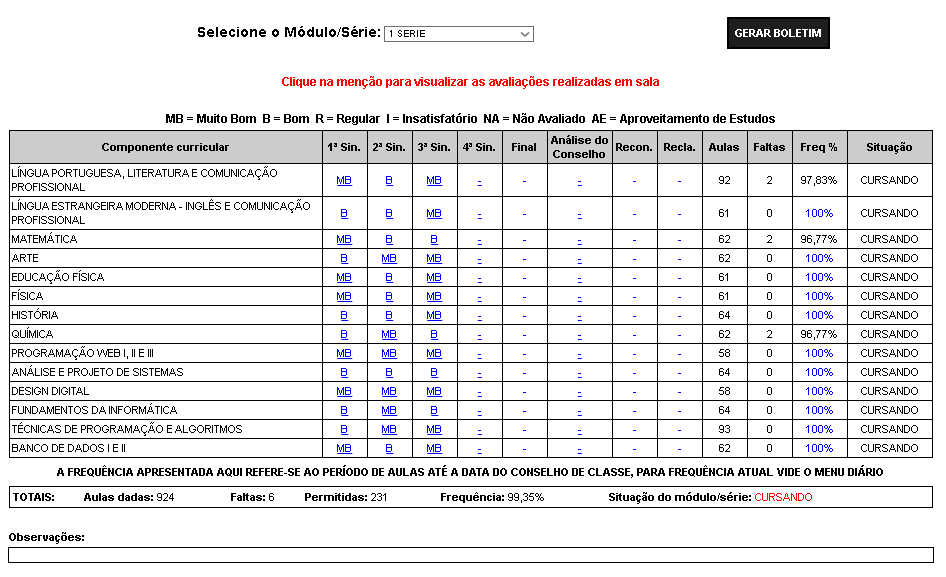 Selecione o Módulo/Série: 1 SERIE GERAR BOLETIM
Clique na menção para visualizar as avaliações realizadas em sala
MB = Muito Bom B = Bom R = Regular I = Insatisfatório NA = Não Avaliado AE = Aproveitamento de Estudos
Componente curricular 1ª Sin. 2ª Sin. 3ª Sin. 4ª Sin. Final Análise do Conselho Recon. Recla. Aulas Faltas Freq % Situação
LÍNGUA PORTUGUESA, LITERATURA E COMUNICAÇÃO
PROFISSIONAL MB B MB - - - - - 92 2 97,83% CURSANDO
LÍNGUA ESTRANGEIRA MODERNA - INGLÊS E COMUNICAÇÃO
PROFISSIONAL B B MB - - - - - 61 0 100% CURSANDO
MATEMÁTICA MB B B - - - - - 62 2 96,77% CURSANDO
ARTE B MB MB - - - - - 62 0 100% CURSANDO
EDUCAÇÃO FÍSICA MB B MB - - - - - 61 0 100% CURSANDO
FÍSICA MB B MB - - - - - 61 0 100% CURSANDO
HISTÓRIA B B MB - - - - - 64 0 100% CURSANDO
QUÍMICA B MB B - - - - - 62 2 96,77% CURSANDO
PROGRAMAÇÃO WEB I, II E III MB MB MB - - - - - 58 0 100% CURSANDO
ANÁLISE E PROJETO DE SISTEMAS B B B - - - - - 64 0 100% CURSANDO
DESIGN DIGITAL MB MB MB - - - - - 58 0 100% CURSANDO
FUNDAMENTOS DA INFORMÁTICA B MB B - - - - - 64 0 100% CURSANDO
TÉCNICAS DE PROGRAMAÇÃO E ALGORITMOS B MB MB - - - - - 93 0 100% CURSANDO
BANCO DE DADOS I E II MB B MB - - - - - 62 0 100% CURSANDO
A FREQUÊNCIA APRESENTADA AQUI REFERE-SE AO PERÍODO DE AULAS ATÉ A DATA DO CONSELHO DE CLASSE, PARA FREQUÊNCIA ATUAL VIDE O MENU DIÁRIO
TOTAIS: Aulas dadas: 924 Faltas: 6 Permitidas: 231 Frequência: 99,35% Situação do módulo/série: CURSANDO
Observações: